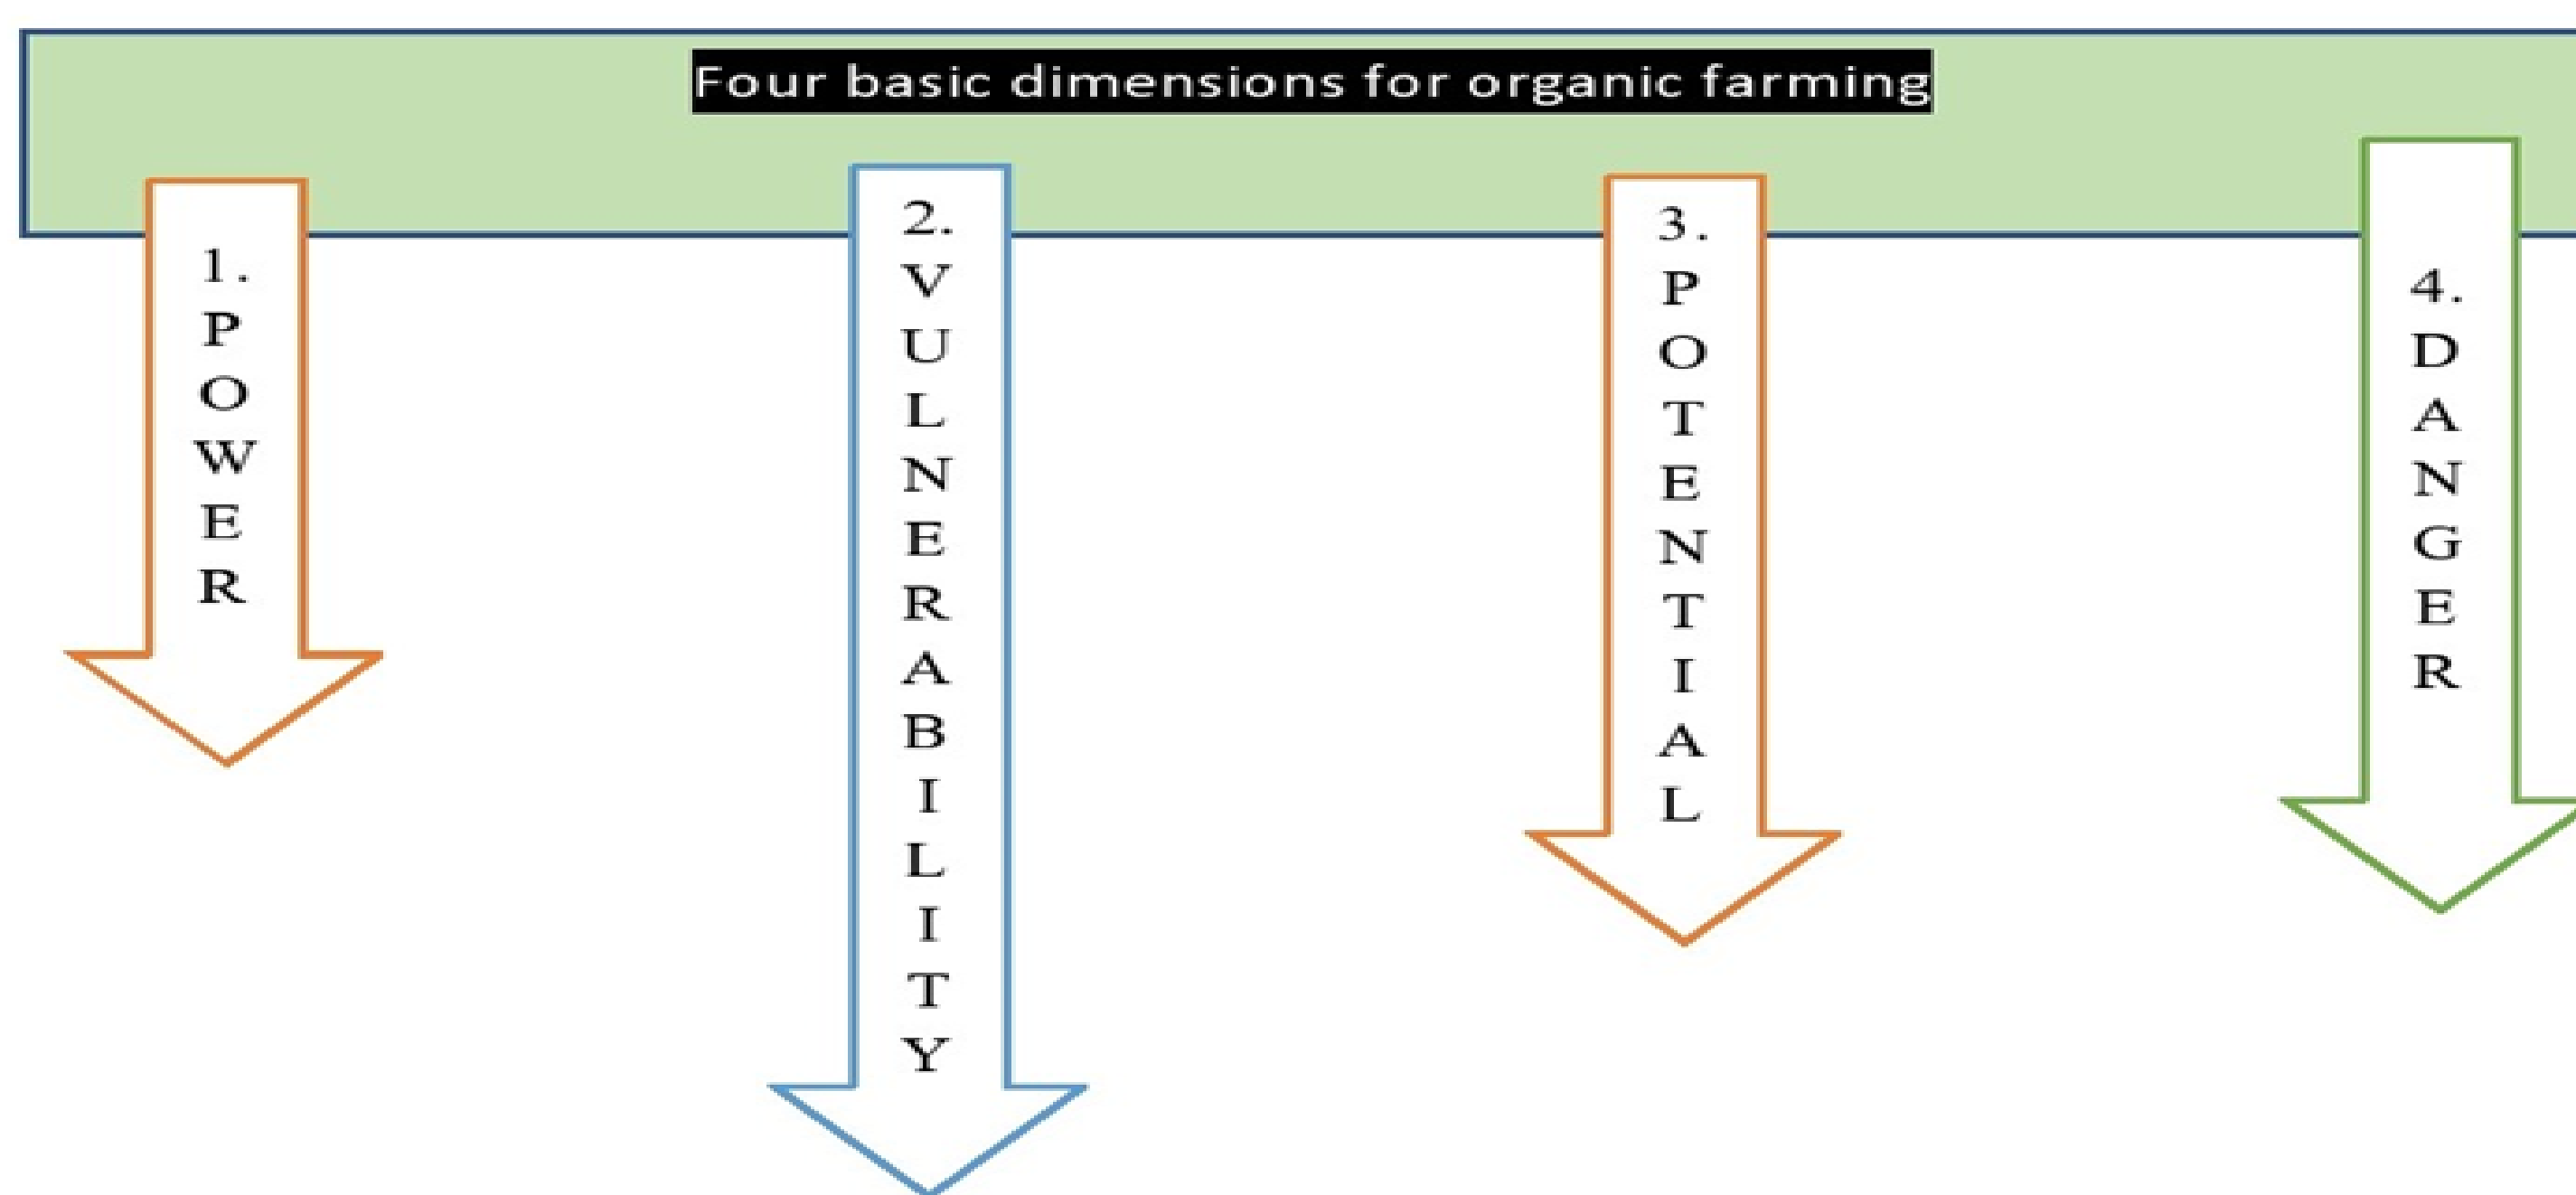 Four basic dimensions for organic farming
1. POWER
2. VULNERABILITY
3. POTENTIAL
4. DANGER